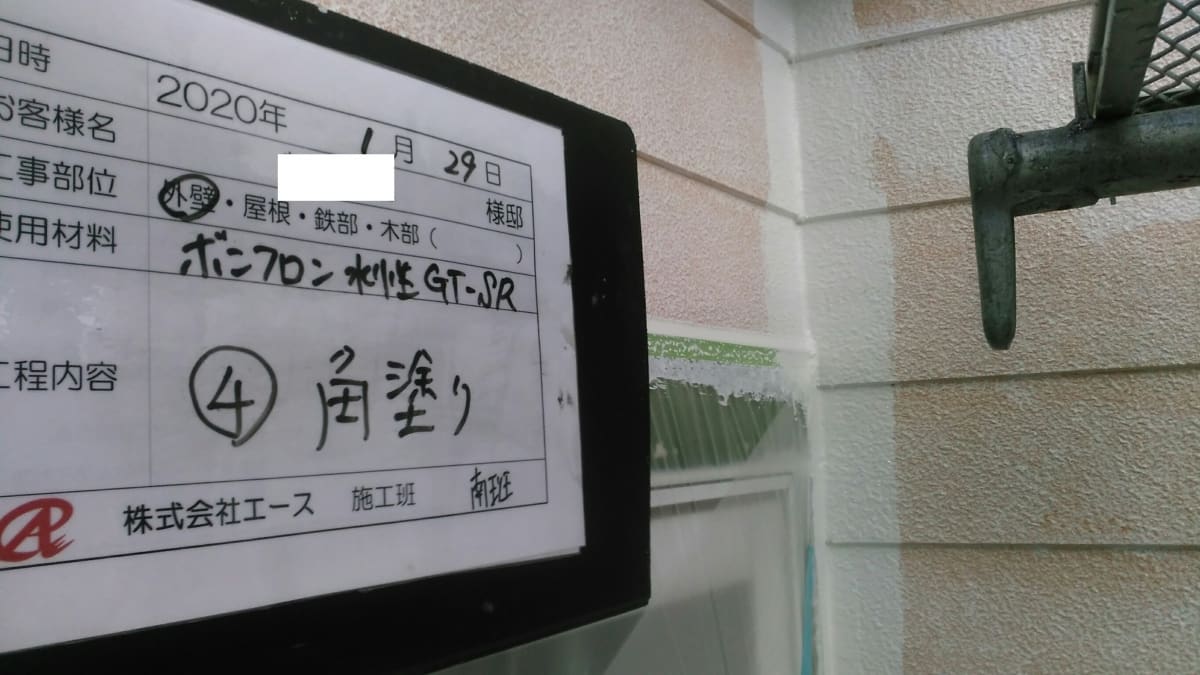 日時 2020年 1月 29日
お客様名 様邸
工事部位 外壁・屋根・鉄部・木部( )
使用材料 ボンフロン 水性 GT-SR
工程内容 ④ 角塗り
株式会社エース 施工班 南班